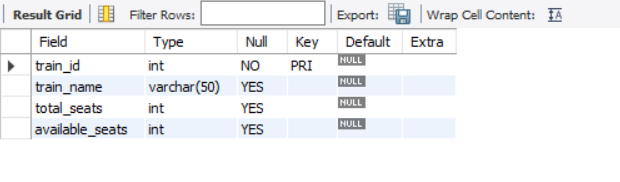 Result Grid Filter Rows: Export: Wrap Cell Content: IA
Field Type Null Key Default Extra
train_id int NO PRI NULL
train_name varchar(50) YES NULL
total_seats int YES NULL
available_seats int YES NULL